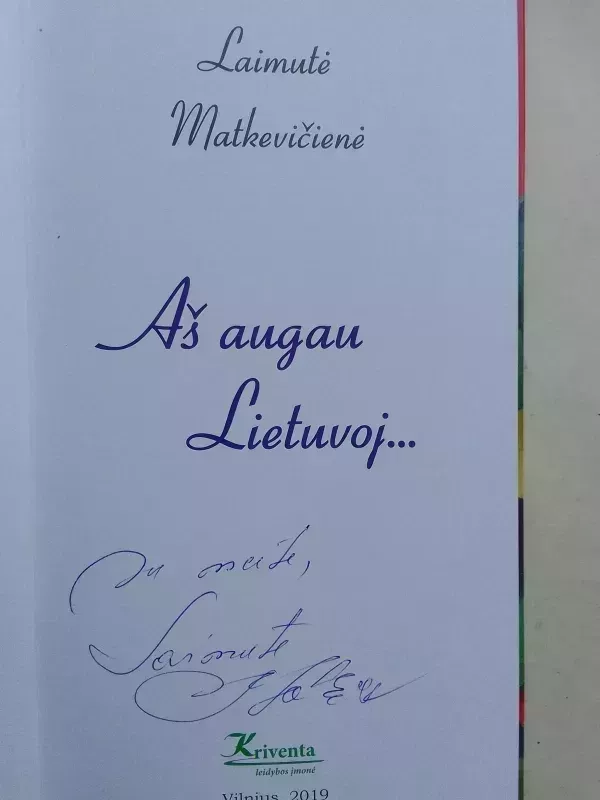 Laimutė
Matkevičienė
Aš augau
Lietuvoj...
Su meile,
Laimutė
Kriventa
leidybos įmonė
Vilnius, 2019